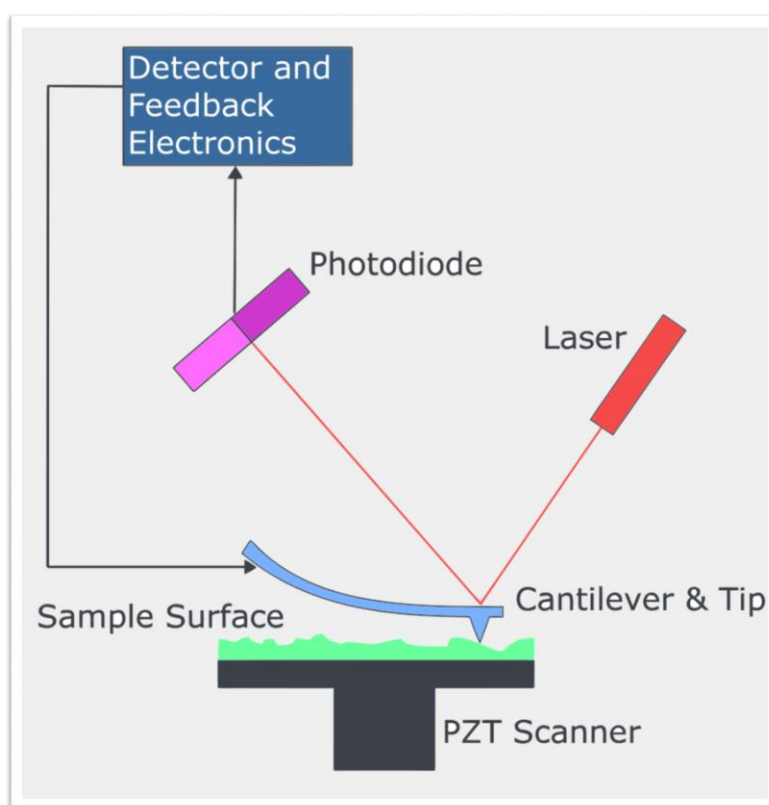 Detector and
Feedback
Electronics
Photodiode
Laser
Cantilever & Tip
Sample Surface
PZT Scanner